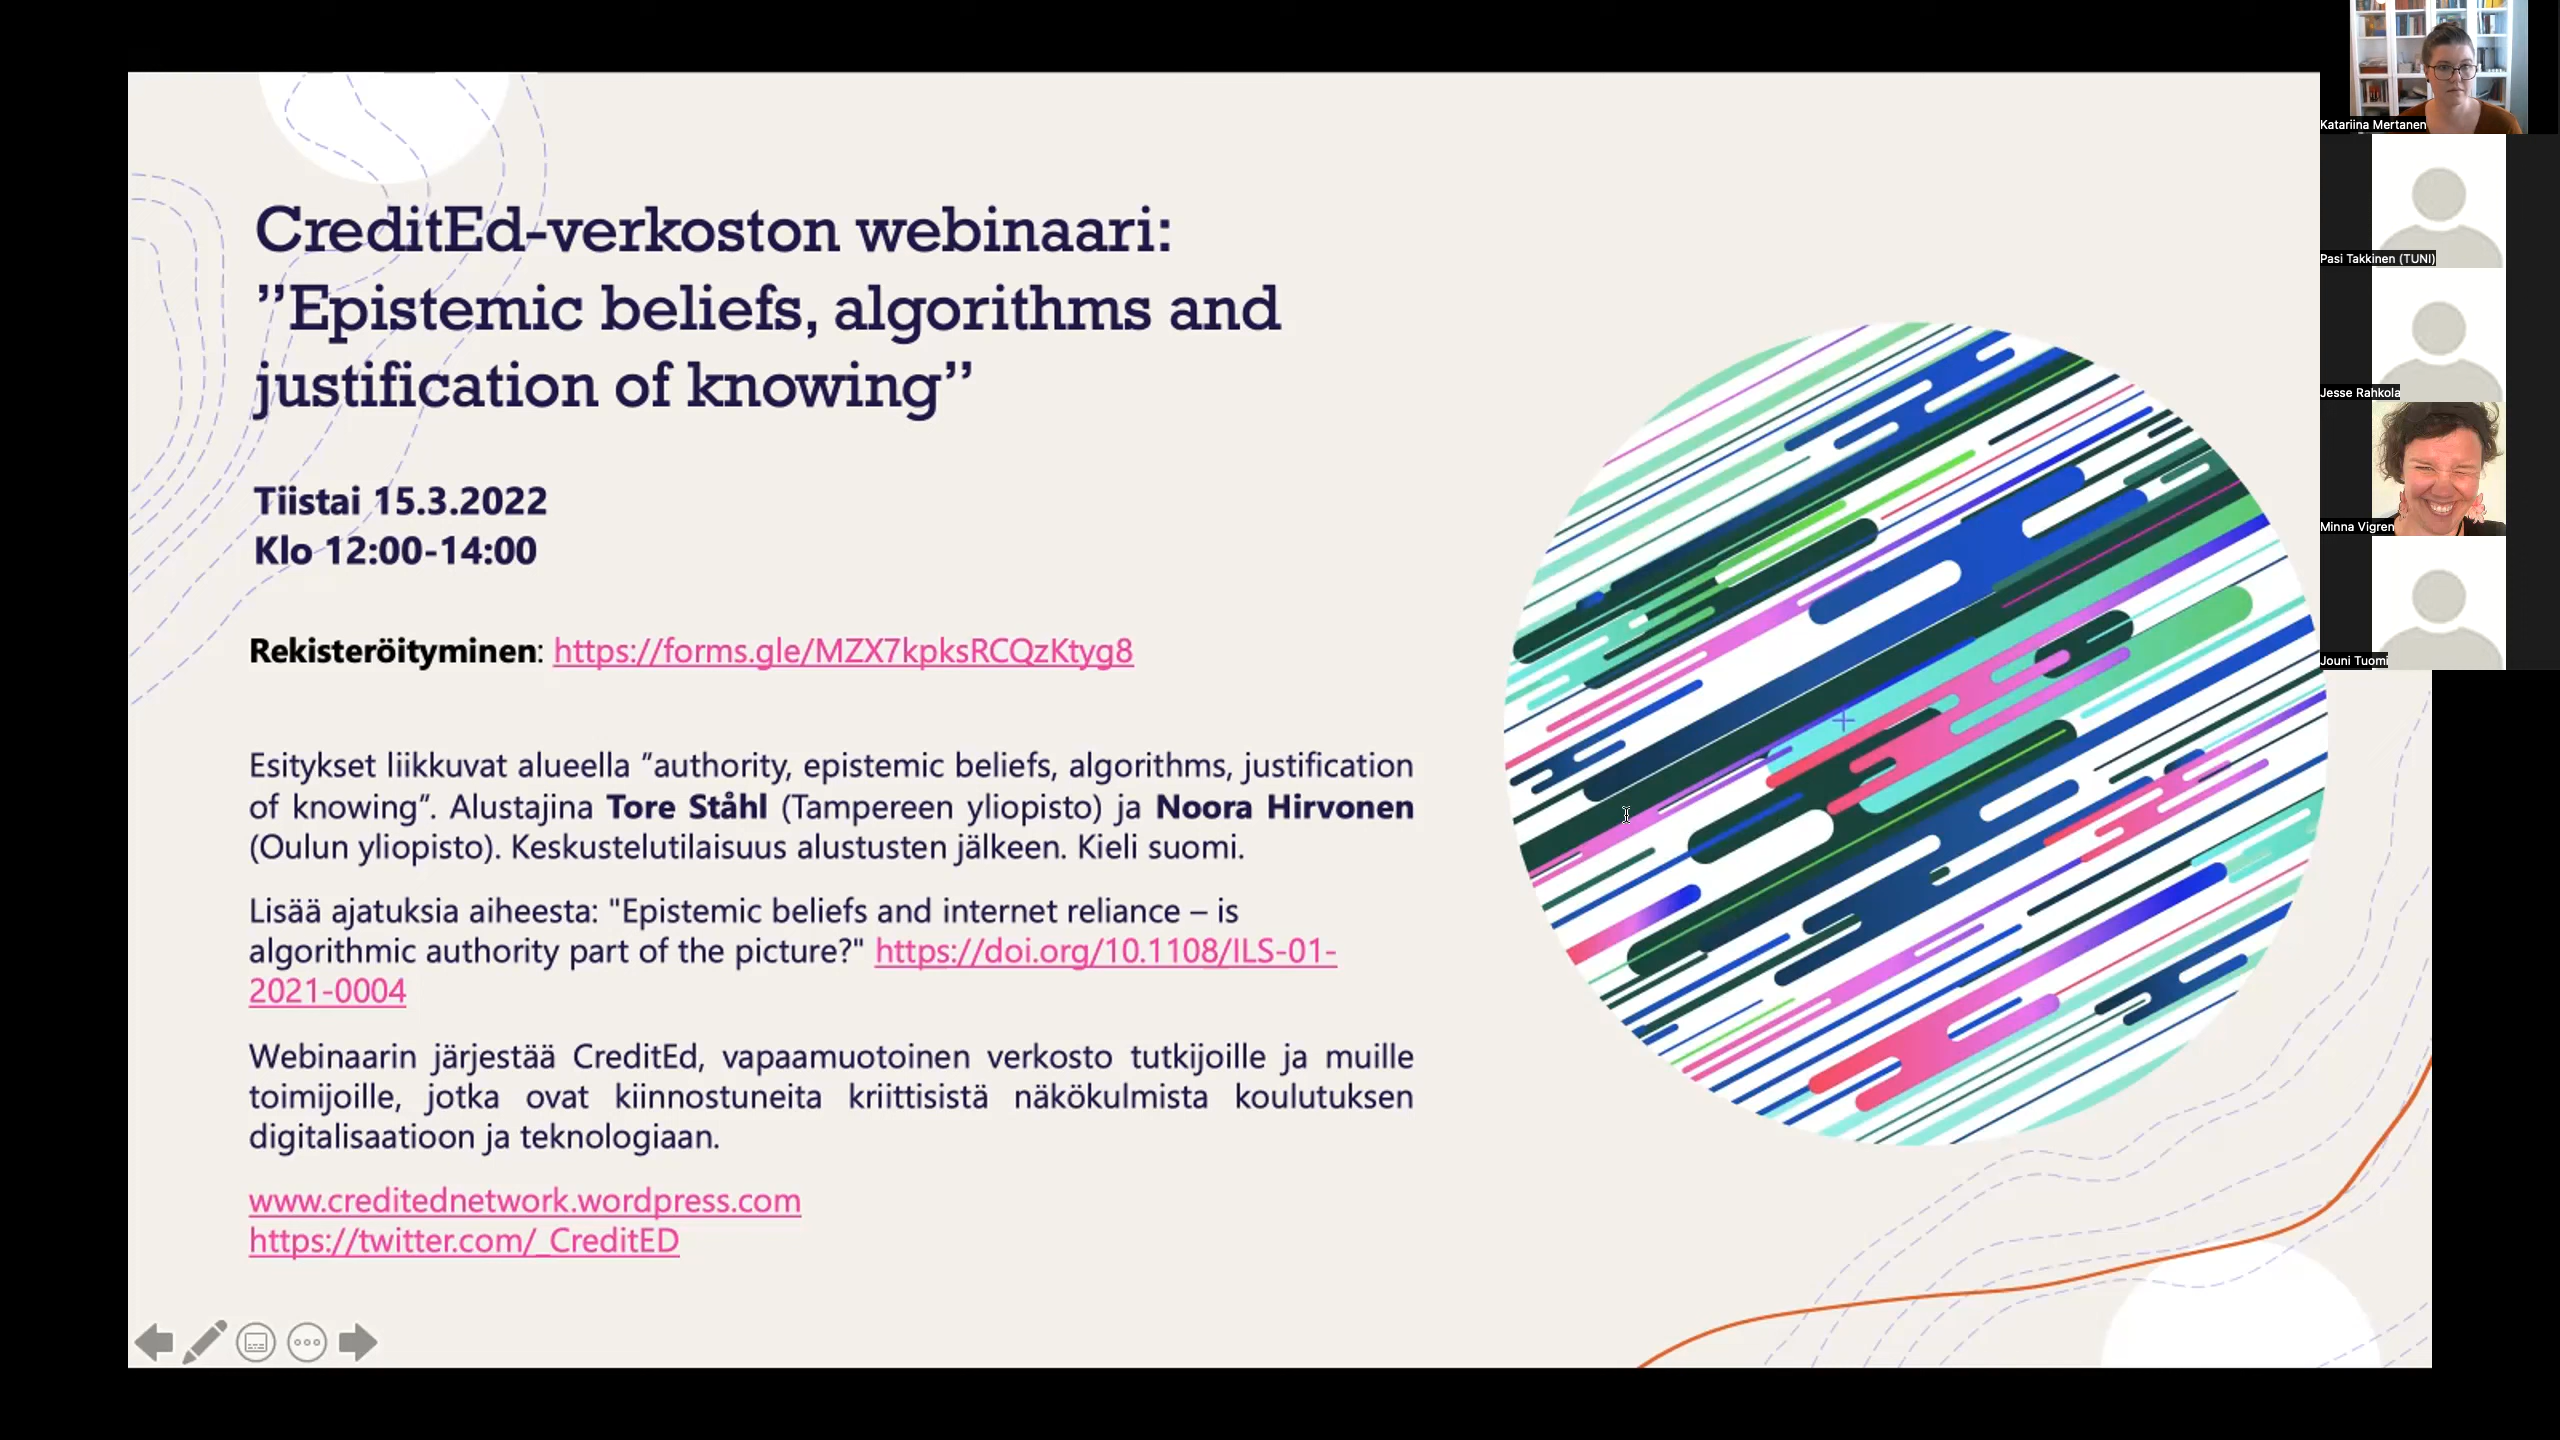 CreditEd-verkoston webinaari:
”Epistemic beliefs, algorithms and
justification of knowing”
Tiistai 15.3.2022
Klo 12:00-14:00
Rekisteröityminen: https://forms.gle/MZX7kpksRCQzKtyg8
Esitykset liikkuvat alueella ”authority, epistemic beliefs, algorithms, justification
of knowing”. Alustajina Tore Ståhl (Tampereen yliopisto) ja Noora Hirvonen
(Oulun yliopisto). Keskustelutilaisuus alustusten jälkeen. Kieli suomi.
Lisää ajatuksia aiheesta: "Epistemic beliefs and internet reliance – is
algorithmic authority part of the picture?" https://doi.org/10.1108/ILS-01-
2021-0004
Webinaarin järjestää CreditEd, vapaamuotoinen verkosto tutkijoille ja muille
toimijoille, jotka ovat kiinnostuneita kriittisistä näkökulmista koulutuksen
digitalisaatioon ja teknologiaan.
www.creditednetwork.wordpress.com
https://twitter.com/_CreditED
Katariina Mertanen
Pasi Takkinen (TUNI)
Jesse Rahkola
Minna Vigren
Jouni Tuomi